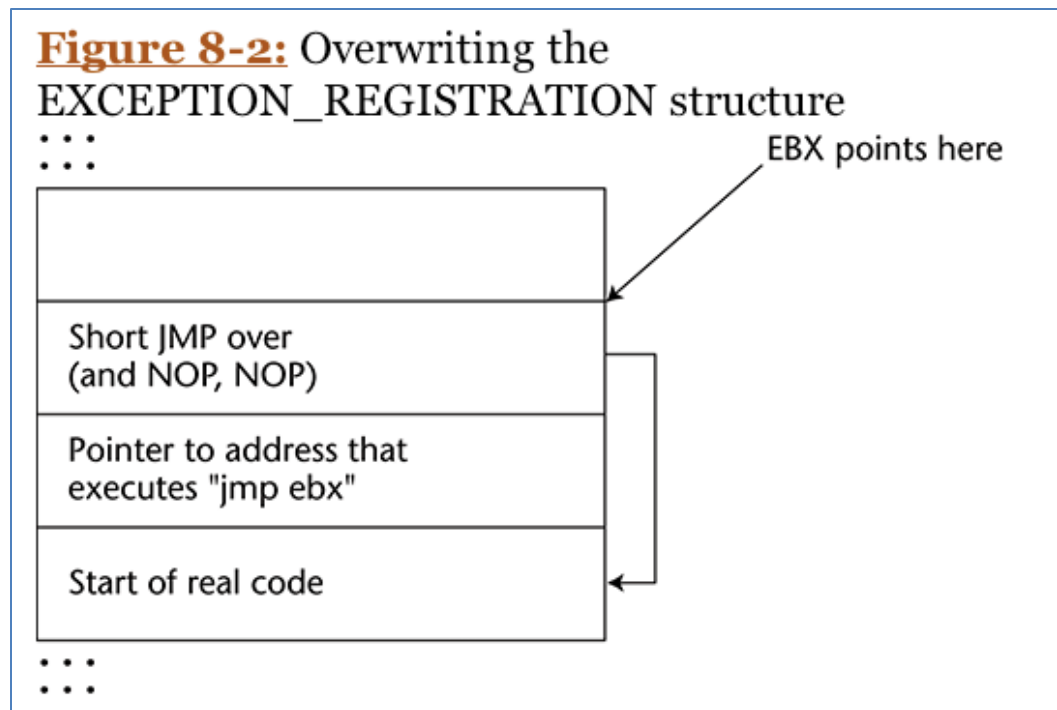 Figure 8-2: Overwriting the
EXCEPTION_REGISTRATION structure
EBX points here
Short JMP over
(and NOP, NOP)
Pointer to address that
executes "jmp ebx"
Start of real code